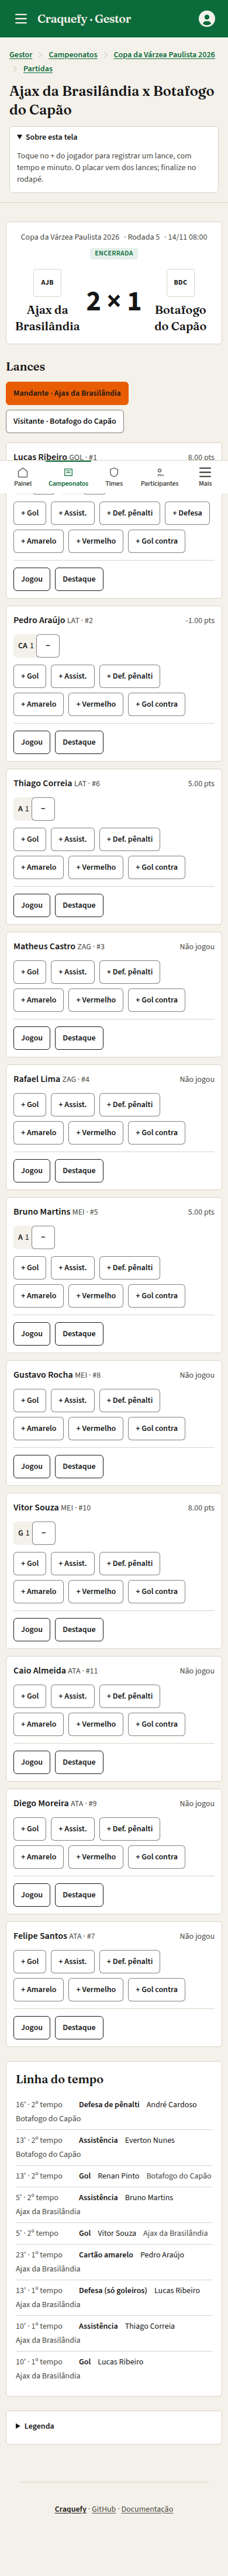 Craquefy · Gestor
Gestor > Campeonatos > Copa da Várzea Paulista 2026
> Partidas
Ajax da Brasilândia x Botafogo
do Capão
▼ Sobre esta tela
Toque no + do jogador para registrar um lance, com
tempo e minuto. O placar vem dos lances; finalize no
rodapé.
Copa da Várzea Paulista 2026 · Rodada 5 · 14/11 08:00
ENCERRADA
AJB
BDC
2 × 1
Ajax da
Brasilândia
Botafogo
do Capão
Lances
Mandante · Ajax da Brasilândia
Visitante · Botafogo do Capão
Lucas Ribeiro GOL · #1 8.00 pts
Painel Campeonatos Times Participantes Mais
+ Gol + Assist. + Def. pênalti + Defesa
+ Amarelo + Vermelho + Gol contra
Jogou Destaque
Pedro Araújo LAT · #2 -1.00 pts
CA 1 −
+ Gol + Assist. + Def. pênalti
+ Amarelo + Vermelho + Gol contra
Jogou Destaque
Thiago Correia LAT · #6 5.00 pts
A 1 −
+ Gol + Assist. + Def. pênalti
+ Amarelo + Vermelho + Gol contra
Jogou Destaque
Matheus Castro ZAG · #3 Não jogou
+ Gol + Assist. + Def. pênalti
+ Amarelo + Vermelho + Gol contra
Jogou Destaque
Rafael Lima ZAG · #4 Não jogou
+ Gol + Assist. + Def. pênalti
+ Amarelo + Vermelho + Gol contra
Jogou Destaque
Bruno Martins MEI · #5 5.00 pts
A 1 −
+ Gol + Assist. + Def. pênalti
+ Amarelo + Vermelho + Gol contra
Jogou Destaque
Gustavo Rocha MEI · #8 Não jogou
+ Gol + Assist. + Def. pênalti
+ Amarelo + Vermelho + Gol contra
Jogou Destaque
Vitor Souza MEI · #10 8.00 pts
G 1 −
+ Gol + Assist. + Def. pênalti
+ Amarelo + Vermelho + Gol contra
Jogou Destaque
Caio Almeida ATA · #11 Não jogou
+ Gol + Assist. + Def. pênalti
+ Amarelo + Vermelho + Gol contra
Jogou Destaque
Diego Moreira ATA · #9 Não jogou
+ Gol + Assist. + Def. pênalti
+ Amarelo + Vermelho + Gol contra
Jogou Destaque
Felipe Santos ATA · #7 Não jogou
+ Gol + Assist. + Def. pênalti
+ Amarelo + Vermelho + Gol contra
Jogou Destaque
Linha do tempo
16' · 2º tempo Defesa de pênalti André Cardoso
Botafogo do Capão
13' · 2º tempo Assistência Everton Nunes
Botafogo do Capão
13' · 2º tempo Gol Renan Pinto Botafogo do Capão
5' · 2º tempo Assistência Bruno Martins
Ajax da Brasilândia
5' · 2º tempo Gol Vitor Souza Ajax da Brasilândia
23' · 1º tempo Cartão amarelo Pedro Araújo
Ajax da Brasilândia
13' · 1º tempo Defesa (só goleiros) Lucas Ribeiro
Ajax da Brasilândia
10' · 1º tempo Assistência Thiago Correia
Ajax da Brasilândia
10' · 1º tempo Gol Lucas Ribeiro
Ajax da Brasilândia
▶ Legenda
Craquefy · GitHub · Documentação